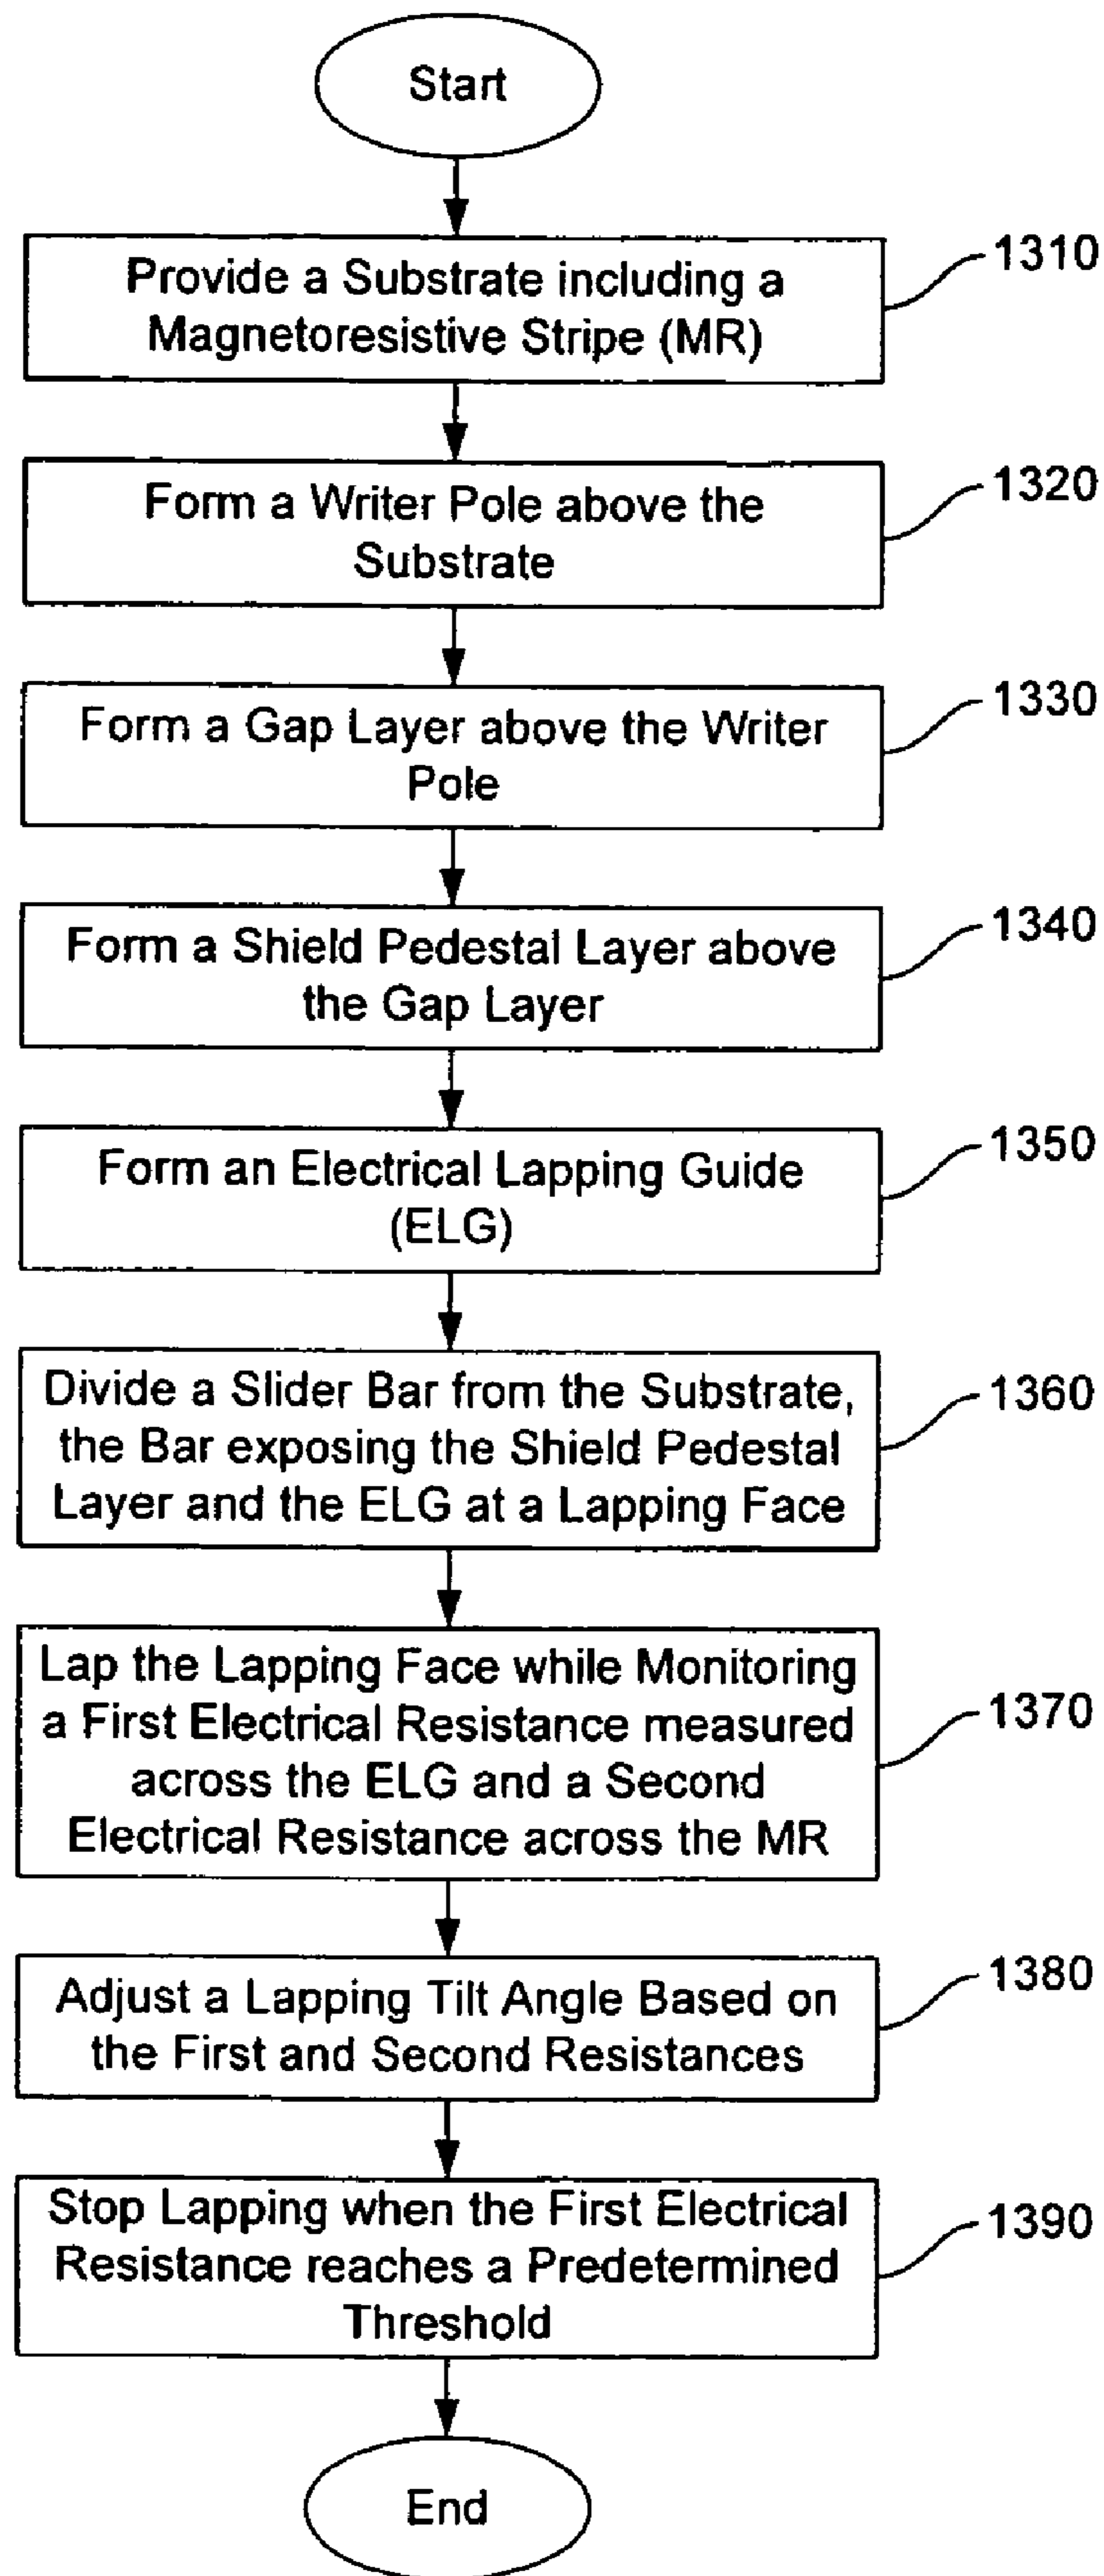 Start
Provide a Substrate including a
Magnetoresistive Stripe (MR)
1310
Form a Writer Pole above the
Substrate
1320
Form a Gap Layer above the Writer
Pole
1330
Form a Shield Pedestal Layer above
the Gap Layer
1340
Form an Electrical Lapping Guide
(ELG)
1350
Divide a Slider Bar from the Substrate,
the Bar exposing the Shield Pedestal
Layer and the ELG at a Lapping Face
1360
Lap the Lapping Face while Monitoring
a First Electrical Resistance measured
across the ELG and a Second
Electrical Resistance across the MR
1370
Adjust a Lapping Tilt Angle Based on
the First and Second Resistances
1380
Stop Lapping when the First Electrical
Resistance reaches a Predetermined
Threshold
1390
End